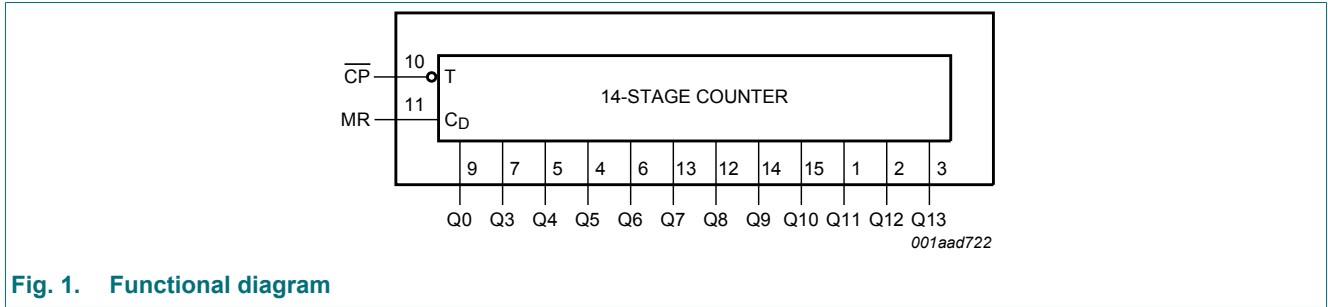 10
C̅P̅ T
14-STAGE COUNTER
11
MR CD
9 7 5 4 6 13 12 14 15 1 2 3
Q0 Q3 Q4 Q5 Q6 Q7 Q8 Q9 Q10 Q11 Q12 Q13
001aad722
Fig. 1. Functional diagram